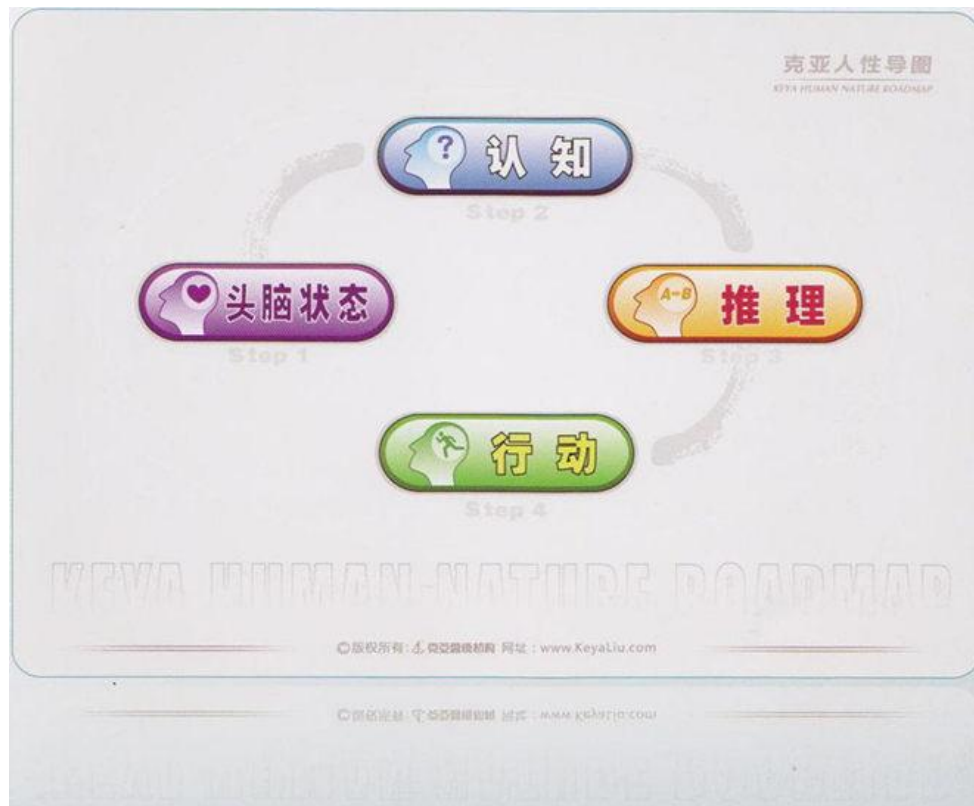 克亚人性导图
KEYA HUMAN NATURE ROADMAP
? 认知
Step 2
头脑状态
Step 1
A-B 推理
Step 3
行动
Step 4
KEYA HUMAN-NATURE ROADMAP
©版权所有：克亚营销机构 网址：www.KeyaLiu.com